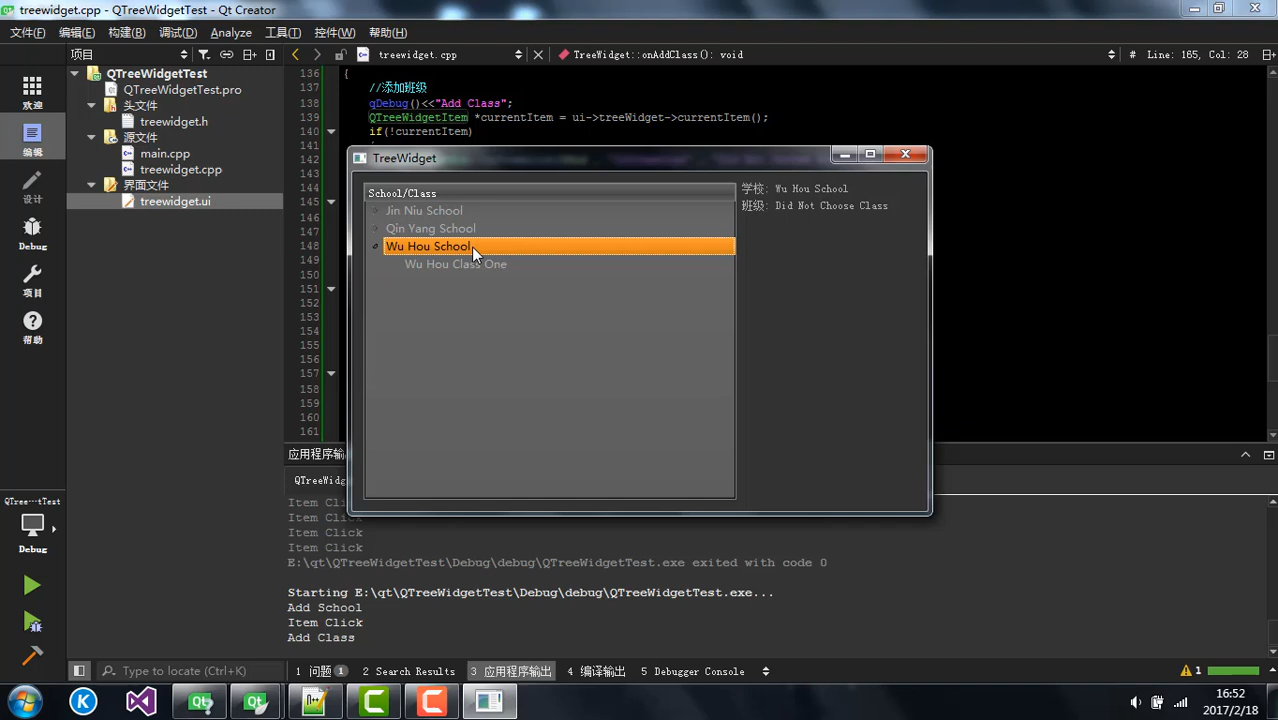 treewidget.cpp - QTreeWidgetTest - Qt Creator
文件(F) 编辑(E) 构建(B) 调试(D) Analyze 工具(T) 控件(W) 帮助(H)
项目
treewidget.cpp
TreeWidget::onAddClass(): void
# Line: 165, Col: 28
欢迎
编辑
设计
Debug
项目
帮助
QTreeWidgetTest
QTreeWidgetTest.pro
头文件
treewidget.h
源文件
main.cpp
treewidget.cpp
界面文件
treewidget.ui
136 {
137 //添加班级
138 qDebug()<<"Add Class";
139 QTreeWidgetItem *currentItem = ui->treeWidget->currentItem();
140 if(!currentItem)
141 {
142
143
144
145
146
147
148
149
150
151
152
153
154
155
156
157
158
159
160
161
TreeWidget
School/Class
Jin Niu School
Qin Yang School
Wu Hou School
Wu Hou Class One
学校: Wu Hou School
班级: Did Not Choose Class
应用程序输
QTreeWidg
Item Cli
Item Click
Item Click
Item Click
E:\qt\QTreeWidgetTest\Debug\debug\QTreeWidgetTest.exe exited with code 0
Starting E:\qt\QTreeWidgetTest\Debug\debug\QTreeWidgetTest.exe...
Add School
Item Click
Add Class
QTree···tTest
Debug
Type to locate (Ctrl+K)
1 问题 1 2 Search Results 3 应用程序输出 4 编译输出 5 Debugger Console
1
16:52
2017/2/18